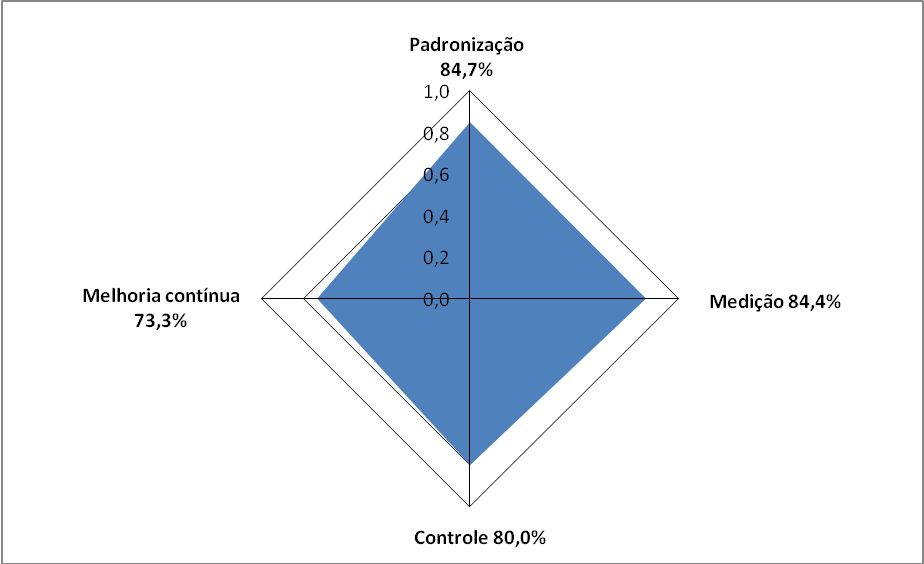 Padronização
84,7%
1,0
0,8
0,6
0,4
0,2
0,0
Melhoria contínua
73,3%
Medição 84,4%
Controle 80,0%